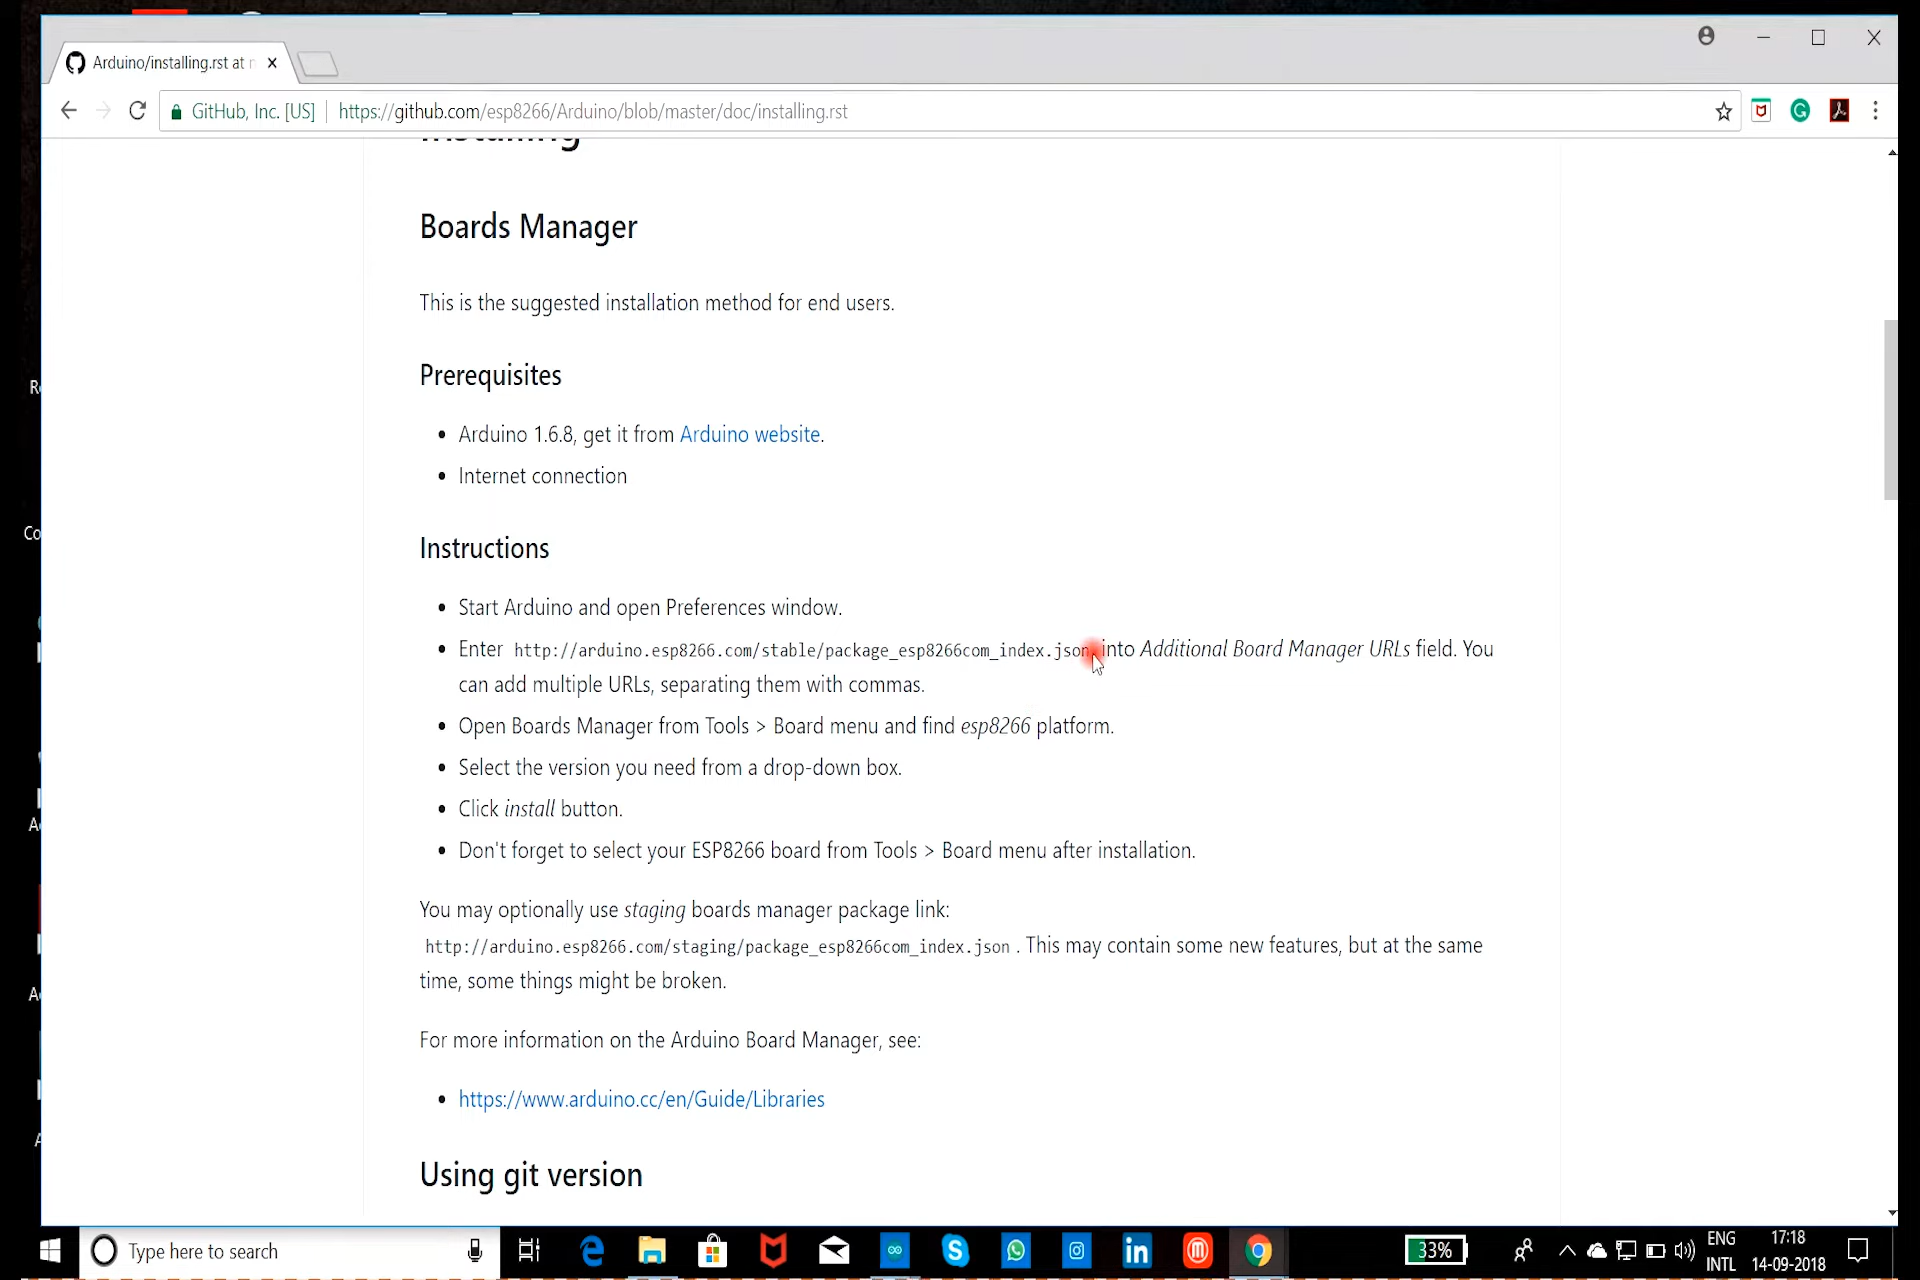 Arduino/installing.rst at
GitHub, Inc. [US] https://github.com/esp8266/Arduino/blob/master/doc/installing.rst
Installing
Boards Manager
This is the suggested installation method for end users.
Prerequisites
Arduino 1.6.8, get it from Arduino website.
Internet connection
Instructions
Start Arduino and open Preferences window.
Enter http://arduino.esp8266.com/stable/package_esp8266com_index.json into Additional Board Manager URLs field. You
can add multiple URLs, separating them with commas.
Open Boards Manager from Tools > Board menu and find esp8266 platform.
Select the version you need from a drop-down box.
Click install button.
Don't forget to select your ESP8266 board from Tools > Board menu after installation.
You may optionally use staging boards manager package link:
http://arduino.esp8266.com/staging/package_esp8266com_index.json . This may contain some new features, but at the same
time, some things might be broken.
For more information on the Arduino Board Manager, see:
https://www.arduino.cc/en/Guide/Libraries
Using git version
Type here to search
33%
ENG
INTL
17:18
14-09-2018